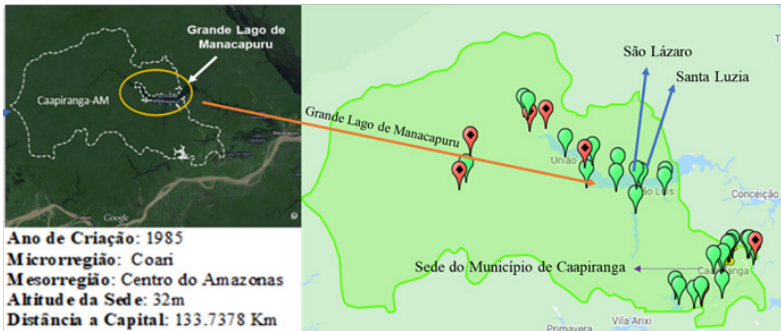 Grande Lago de
Manacapuru
Caapiranga-AM
Google
Ano de Criação: 1985
Microrregião: Coari
Mesorregião: Centro do Amazonas
Altitude da Sede: 32m
Distância a Capital: 133.7378 Km
São Lázaro
Santa Luzia
Grande Lago de Manacapuru
União
Conceição
Sede do Município de Caapiranga
Vila Arixi
Primavera